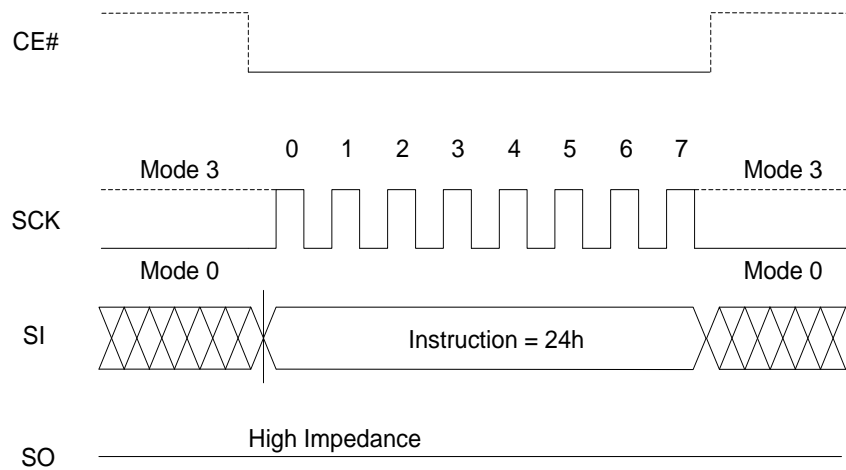 CE#
0 1 2 3 4 5 6 7
Mode 3 Mode 3
SCK
Mode 0 Mode 0
SI Instruction = 24h
High Impedance
SO